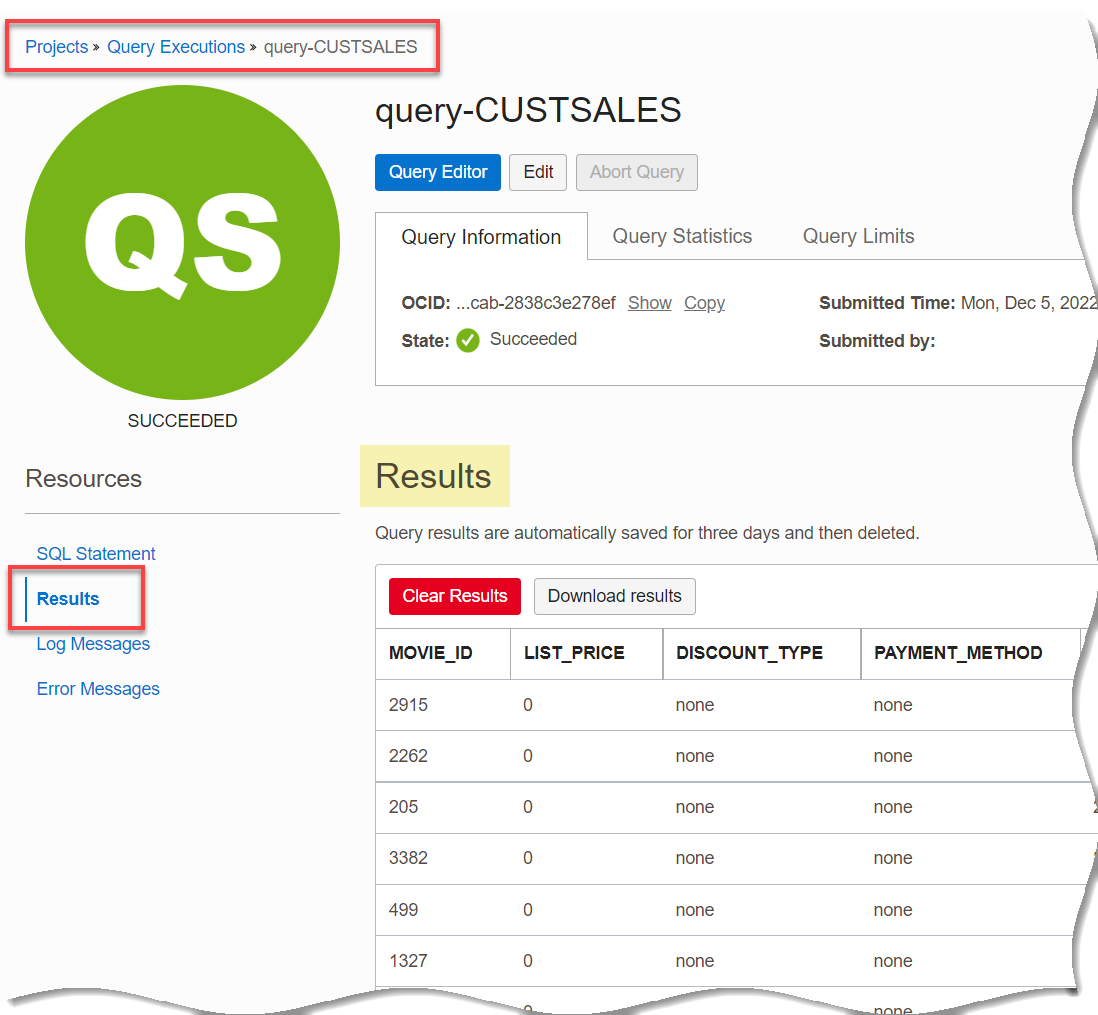 Projects » Query Executions » query-CUSTSALES
QS
SUCCEEDED
query-CUSTSALES
Query Editor Edit Abort Query
Query Information Query Statistics Query Limits
OCID: ...cab-2838c3e278ef Show Copy Submitted Time: Mon, Dec 5, 2022
State: Succeeded Submitted by:
Resources
SQL Statement
Results
Log Messages
Error Messages
Results
Query results are automatically saved for three days and then deleted.
Clear Results Download results
MOVIE_ID LIST_PRICE DISCOUNT_TYPE PAYMENT_METHOD
2915 0 none none
2262 0 none none
205 0 none none
3382 0 none none
499 0 none none
1327 0 none none
0 none